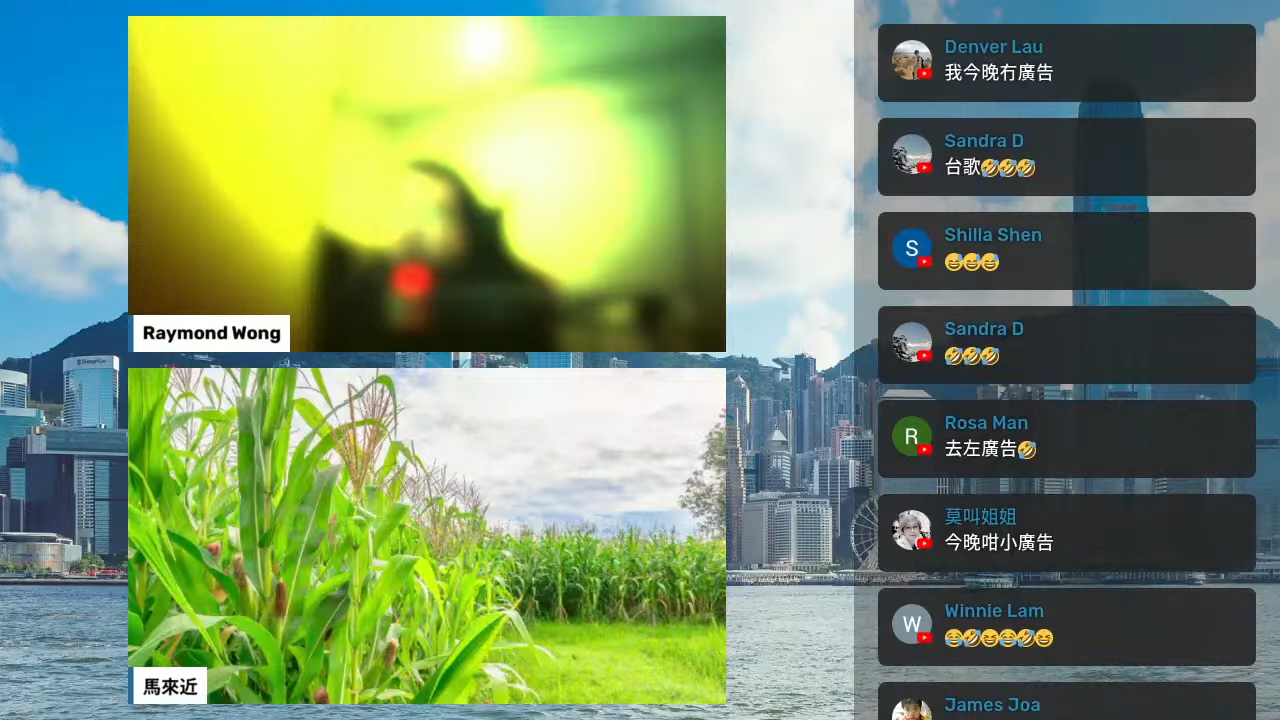 Raymond Wong
馬來近
Denver Lau
我今晚冇廣告
Sandra D
台歌🤣🤣🤣
Shilla Shen
😅😅😅
Sandra D
🤣🤣🤣
Rosa Man
去左廣告🤣
莫叫姐姐
今晚咁小廣告
Winnie Lam
😂🤣😆😂🤣😆
James Joa
S
R
W